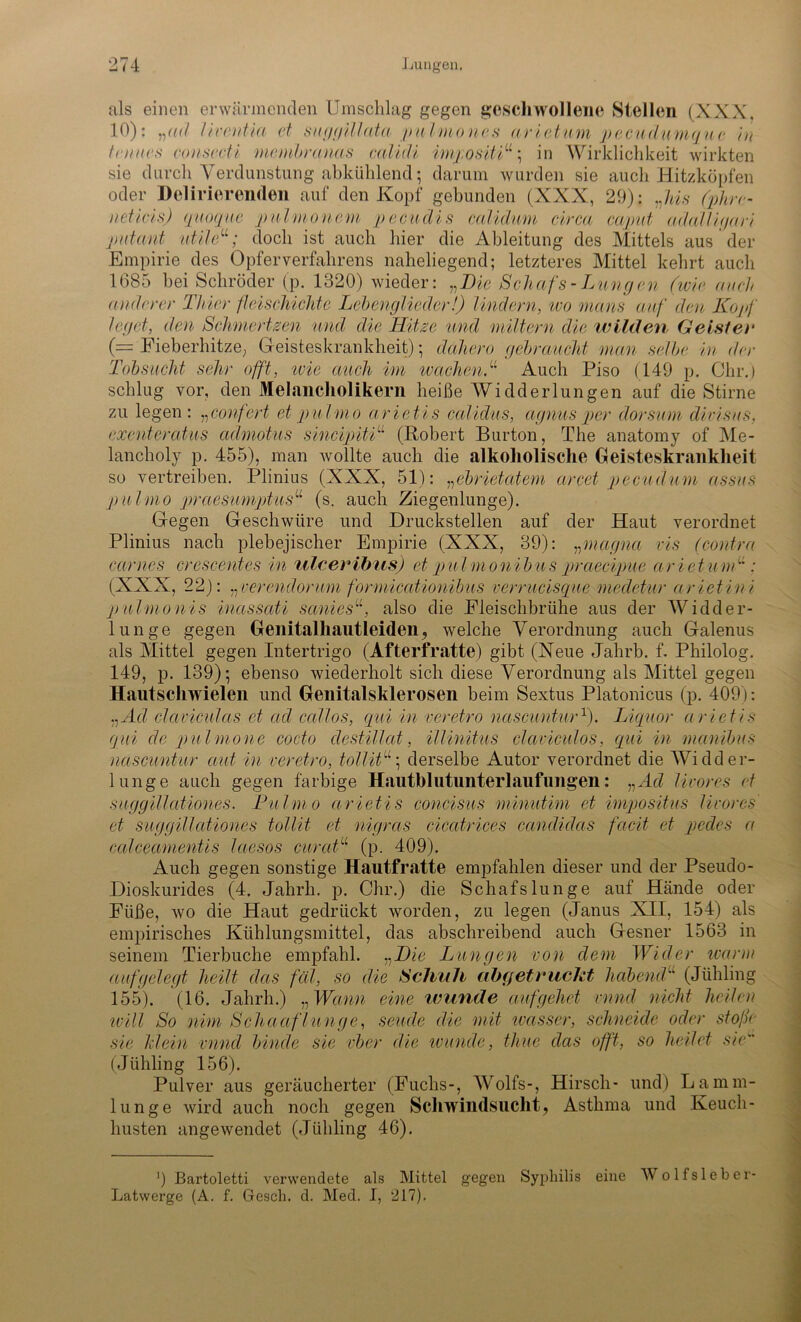 274 Lungen.
als einen erwärmenden Umschlag gegen geschwollene Stellen (XXX,
10): „ad liventia et suggillata pulmones arietum pecudumque in
tenues consecti membranas calidi impositi“; in Wirklichkeit wirkten
sie durch Verdunstung abkühlend; darum wurden sie auch Hitzköpfen
oder Delirierenden auf den Kopf gebunden (XXX, 29): „his (phre-
neticis) quoque pulmonem pecudis calidum circa caput adalligari
putant utile“; doch ist auch hier die Ableitung des Mittels aus der
Empirie des Opferverfahrens naheliegend; letzteres Mittel kehrt auch
1685 bei Schröder (p. 1320) wieder: „Die Schafs-Lungen (wie auch
anderer Thier fleischichte Lebenglieder!) lindern, wo mans auf den Kopf
leget, den Schmertzen und die Hitze und miltern die wilden Geister
(= Fieberhitze, Geisteskrankheit); dahero gebraucht man selbe in der
Tobsucht sehr offt, wie auch im wachen.“ Auch Piso (149 p. Chr.)
schlug vor, den Melancholikern heiße Widderlungen auf die Stirne
zu legen: „confert et pulmo arietis calidus, agnus per dorsum divisus,
exenteratus admotus sincipiti“ (Robert Burton, The anatomy of Me-
lancholy p. 455), man wollte auch die alkoholische Geisteskrankheit
so vertreiben. Plinius (XXX, 51): „ebrietatem arcet pecudum assus
pulmo praesumptus“ (s. auch Ziegenlunge).
Gegen Geschwüre und Druckstellen auf der Haut verordnet
Plinius nach plebejischer Empirie (XXX, 39): „magna vis (contra
carnes crescentes in ulceribus) et pulmonibus praecipue arietum“;
(XXX, 22): „verendorum formicationibus verrucisque medetur arietini
pulmonis inassati sanies“, also die Fleischbrühe aus der Widder-
lunge gegen Genitalhautleiden, welche Verordnung auch Galenus
als Mittel gegen Intertrigo (Afterfratte) gibt (Neue Jahrb. f. Philolog.
149, p. 139); ebenso wiederholt sich diese Verordnung als Mittel gegen
Hautschwielen und Genitalsklerosen beim Sextus Platonicus (p. 409):
„Ad claviculas et ad callos, qui in veretro nascuntur¹). Liquor arietis
qui de pulmone cocto destillat, illinitus claviculos, qui in manibus
nascuntur aut in veretro, tollit“; derselbe Autor verordnet die Widder-
lunge auch gegen farbige Hautblutunterlaufungen: „Ad livores et
suggillationes. Pulmo arietis concisus minutim et impositus livores
et suggillationes tollit et nigras cicatrices candidas facit et pedes a
calceamentis laesos curat“ (p. 409).
Auch gegen sonstige Hautfratte empfahlen dieser und der Pseudo-
Dioskurides (4. Jahrh. p. Chr.) die Schafslunge auf Hände oder
Füße, wo die Haut gedrückt worden, zu legen (Janus XII, 154) als
empirisches Kühlungsmittel, das abschreibend auch Gesner 1563 in
seinem Tierbuche empfahl. „Die Lungen von dem Wider warm
aufgelegt heilt das fäl, so die Schuh abgetruckt habend“ (Jühling
155). (16. Jahrh.) „Wann eine wunde aufgehet vnnd nicht heilen
will So nim Schaaflunge, seude die mit wasser, schneide oder stoße
sie klein vnnd binde sie vber die wunde, thue das offt, so heilet sie“
(Jühling 156).
Pulver aus geräucherter (Fuchs-, Wolfs-, Hirsch- und) Lamm-
lunge wird auch noch gegen Schwindsucht, Asthma und Keuch-
husten angewendet (Jühling 46).
¹) Bartoletti verwendete als Mittel gegen Syphilis eine Wolfsleber-
Latwerge (A. f. Gesch. d. Med. I, 217).